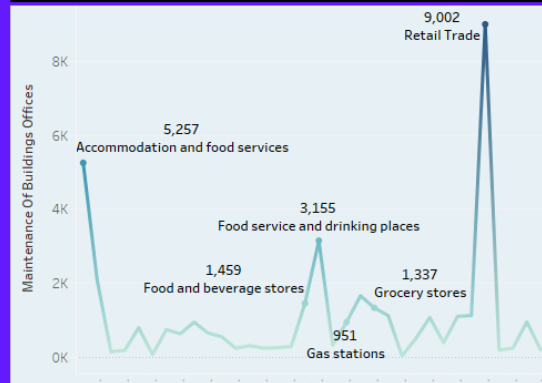 9,002
Retail Trade
8K
Maintenance Of Buildings Offices
6K
5,257
Accommodation and food services
4K
3,155
Food service and drinking places
2K
1,459
Food and beverage stores
1,337
Grocery stores
951
Gas stations
0K